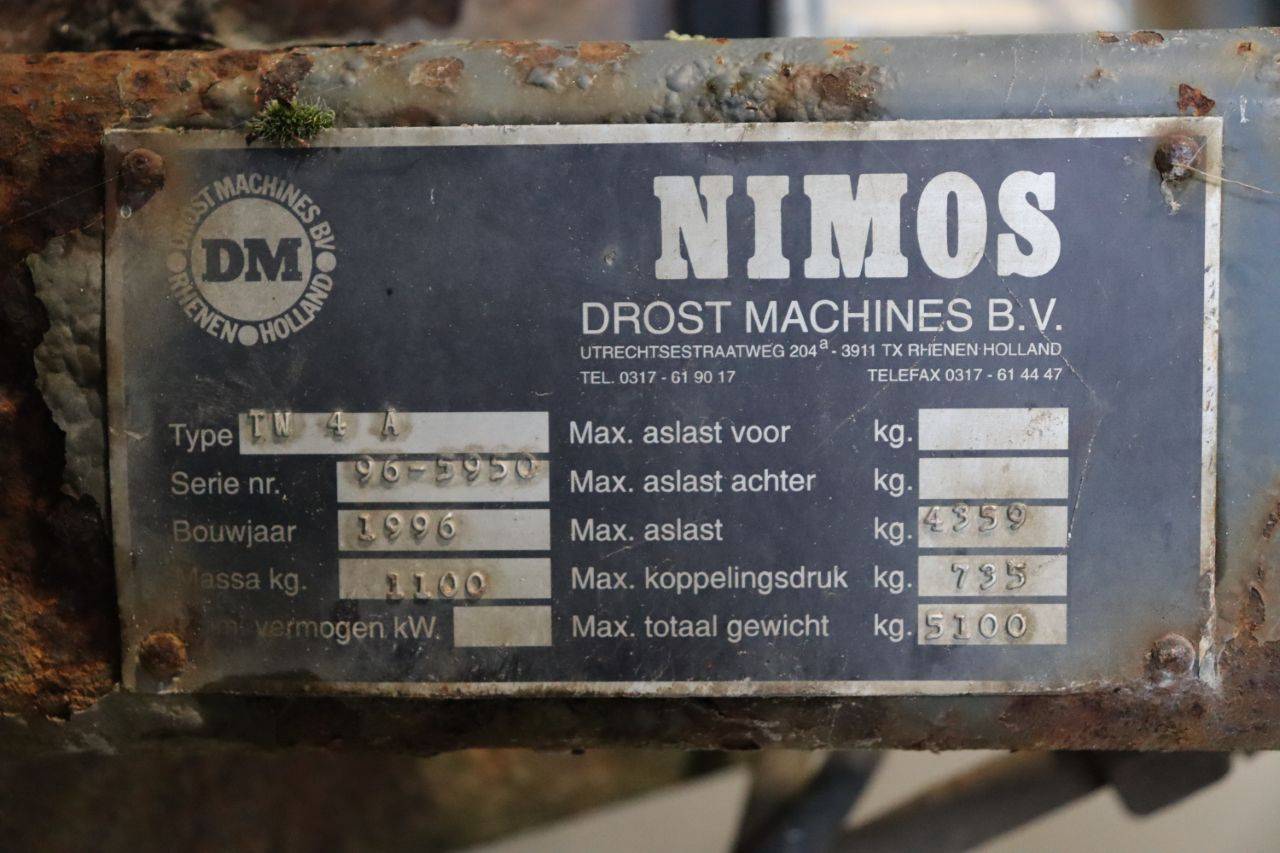 DROST MACHINES BV
DM
RHENEN HOLLAND
NIMOS
DROST MACHINES B.V.
UTRECHTSESTRAATWEG 204a - 3911 TX RHENEN HOLLAND
TEL. 0317 - 61 90 17 TELEFAX 0317 - 61 44 47
Type TW 4 A Max. aslast voor kg.
Serie nr. 96-5950 Max. aslast achter kg.
Bouwjaar 1996 Max. aslast kg. 4359
Massa kg. 1100 Max. koppelingsdruk kg. 735
vermogen kW. Max. totaal gewicht kg. 5100